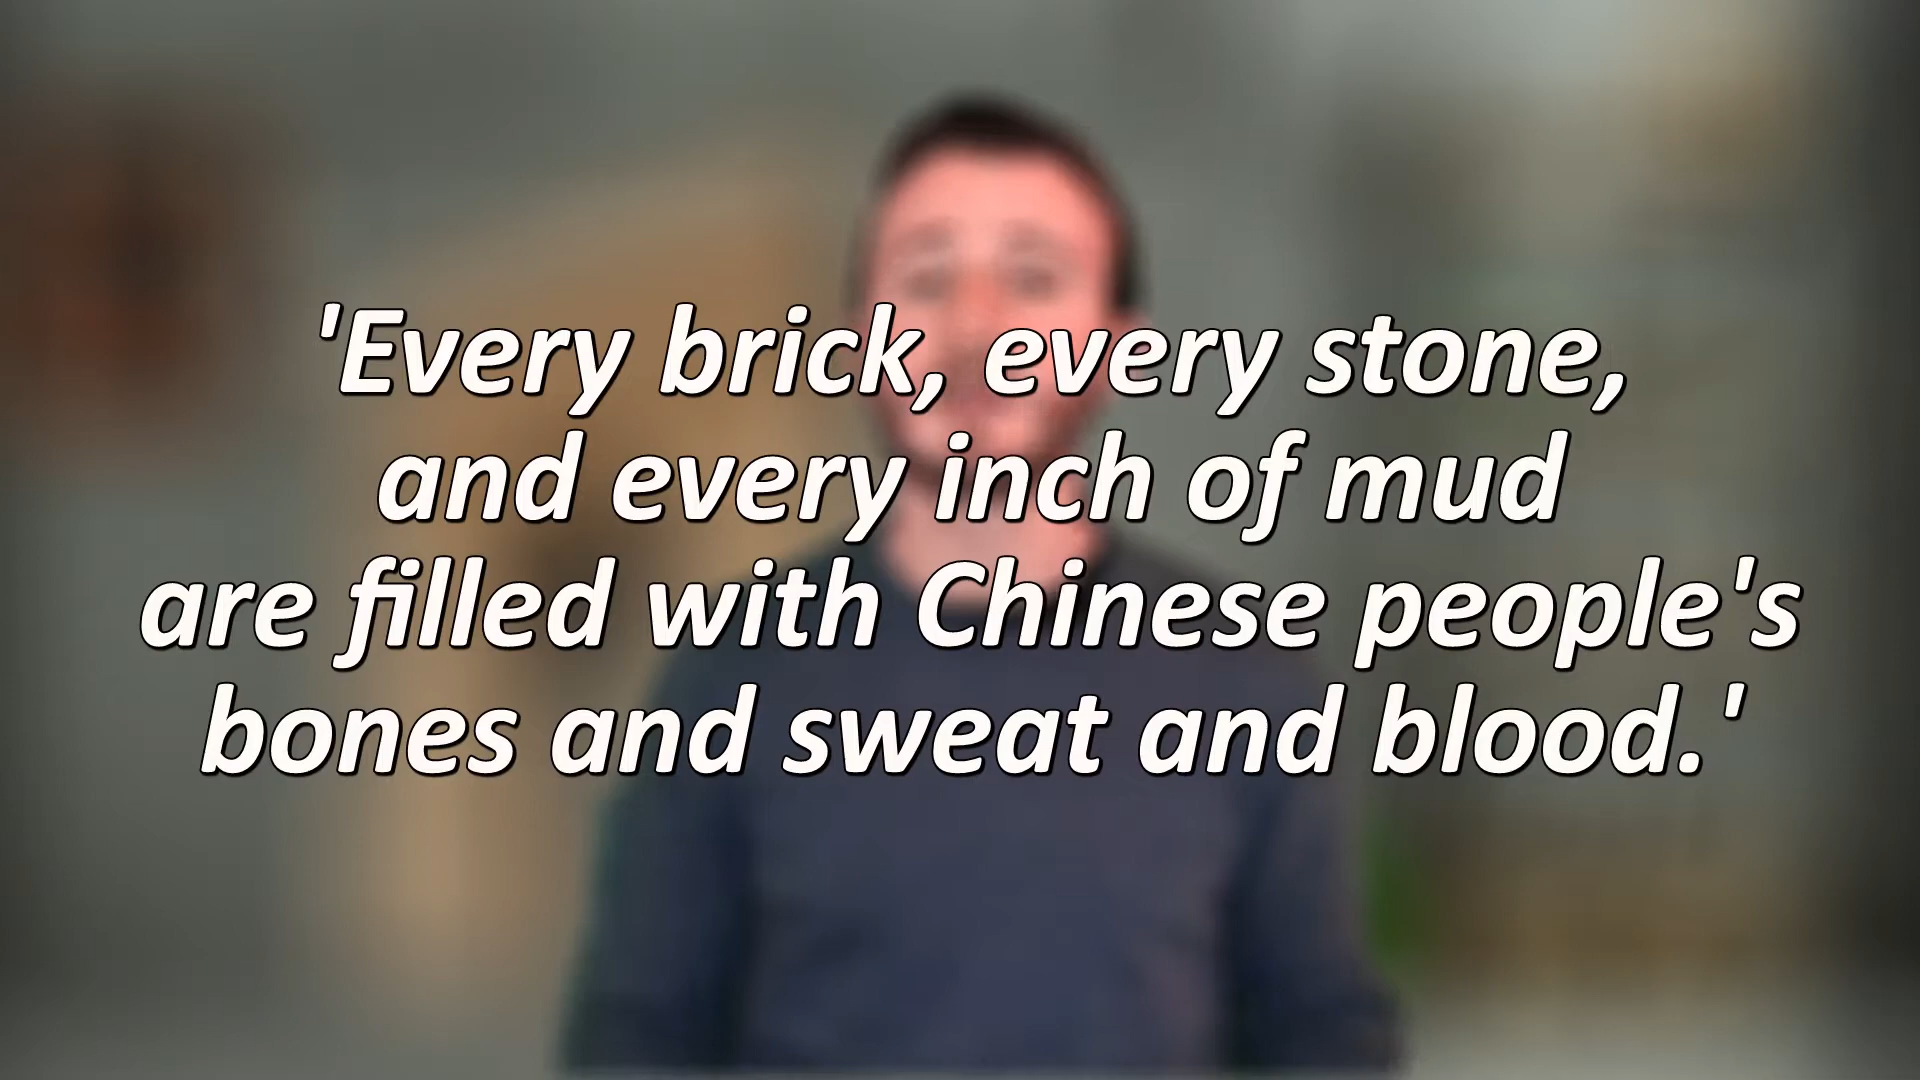 'Every brick, every stone,
and every inch of mud
are filled with Chinese people's
bones and sweat and blood.'